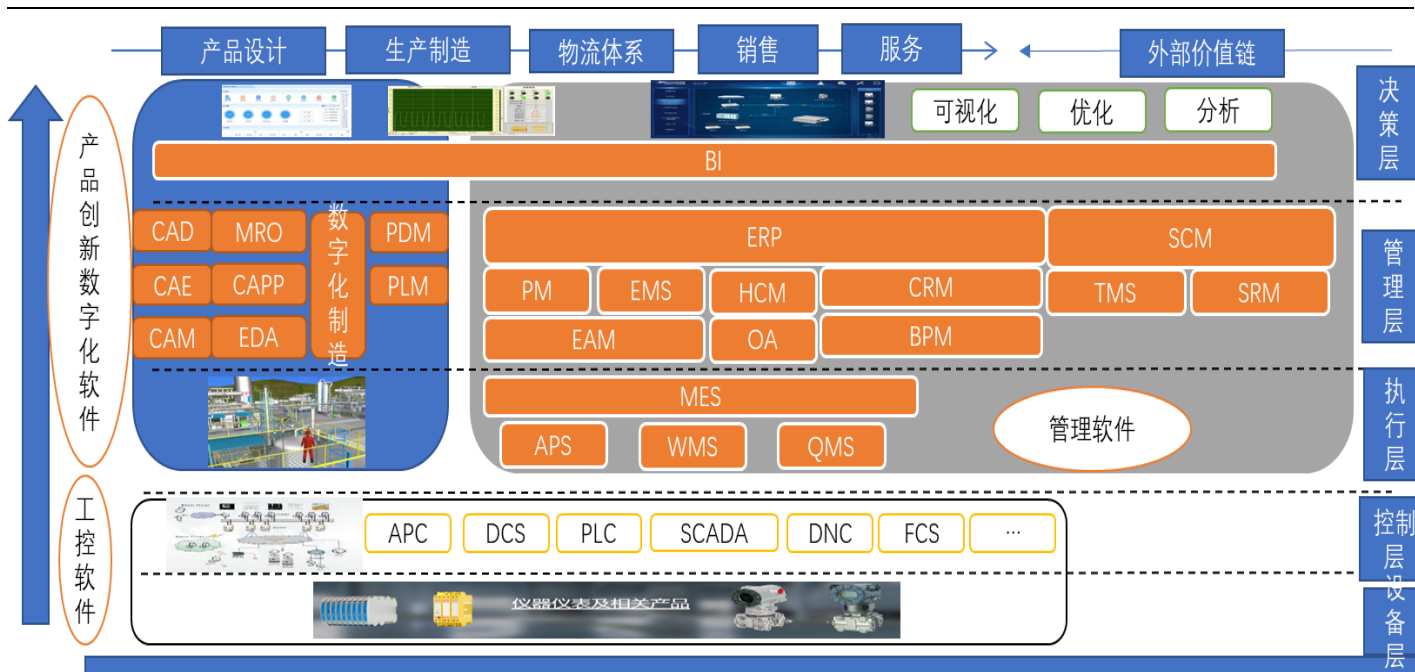 产品设计
生产制造
物流体系
销售
服务
外部价值链
决策层
可视化
优化
分析
BI
产品创新数字化软件
CAD
MRO
数字化制造
PDM
ERP
SCM
管理层
CAE
CAPP
PLM
PM
EMS
HCM
CRM
TMS
SRM
CAM
EDA
EAM
OA
BPM
MES
执行层
管理软件
APS
WMS
QMS
工控软件
APC
DCS
PLC
SCADA
DNC
FCS
...
控制层
仪器仪表及相关产品
设备层